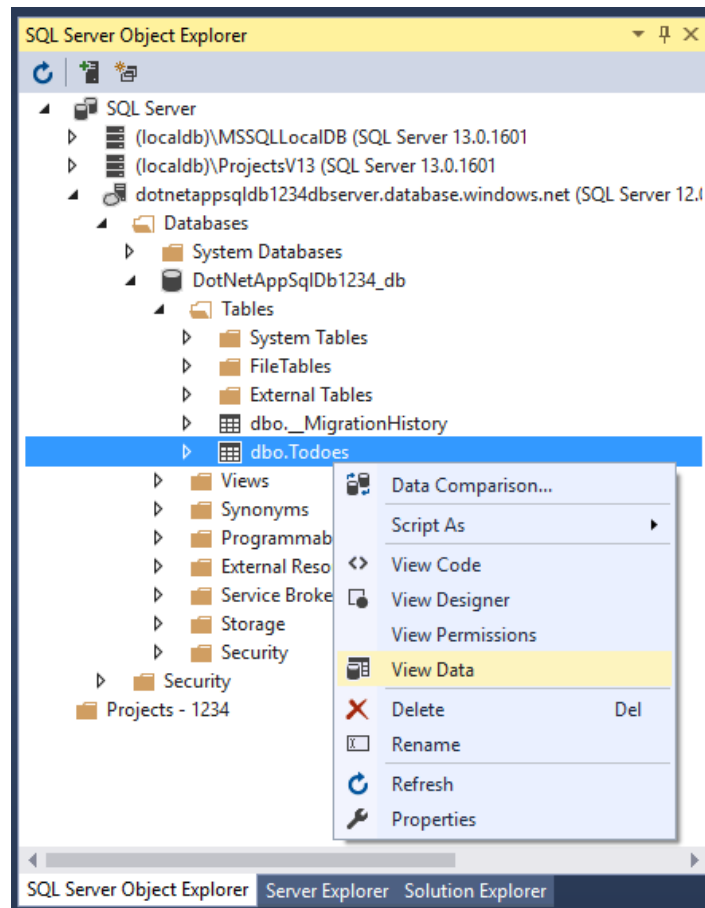 SQL Server Object Explorer
SQL Server
(localdb)\MSSQLLocalDB (SQL Server 13.0.1601
(localdb)\ProjectsV13 (SQL Server 13.0.1601
dotnetappsqldb1234dbserver.database.windows.net (SQL Server 12.
Databases
System Databases
DotNetAppSqlDb1234_db
Tables
System Tables
FileTables
External Tables
dbo.__MigrationHistory
dbo.Todoes
Views
Synonyms
Programmab
External Reso
Service Broke
Storage
Security
Security
Projects - 1234
Data Comparison...
Script As
View Code
View Designer
View Permissions
View Data
Delete Del
Rename
Refresh
Properties
SQL Server Object Explorer Server Explorer Solution Explorer